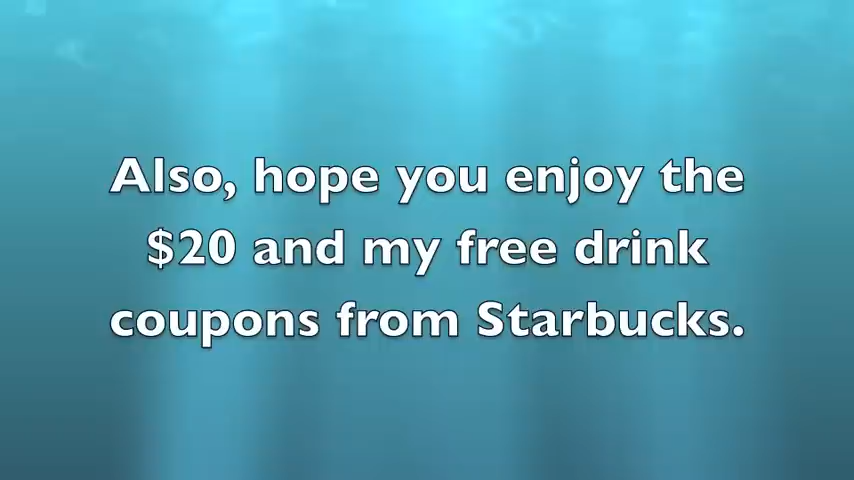 Also, hope you enjoy the
$20 and my free drink
coupons from Starbucks.